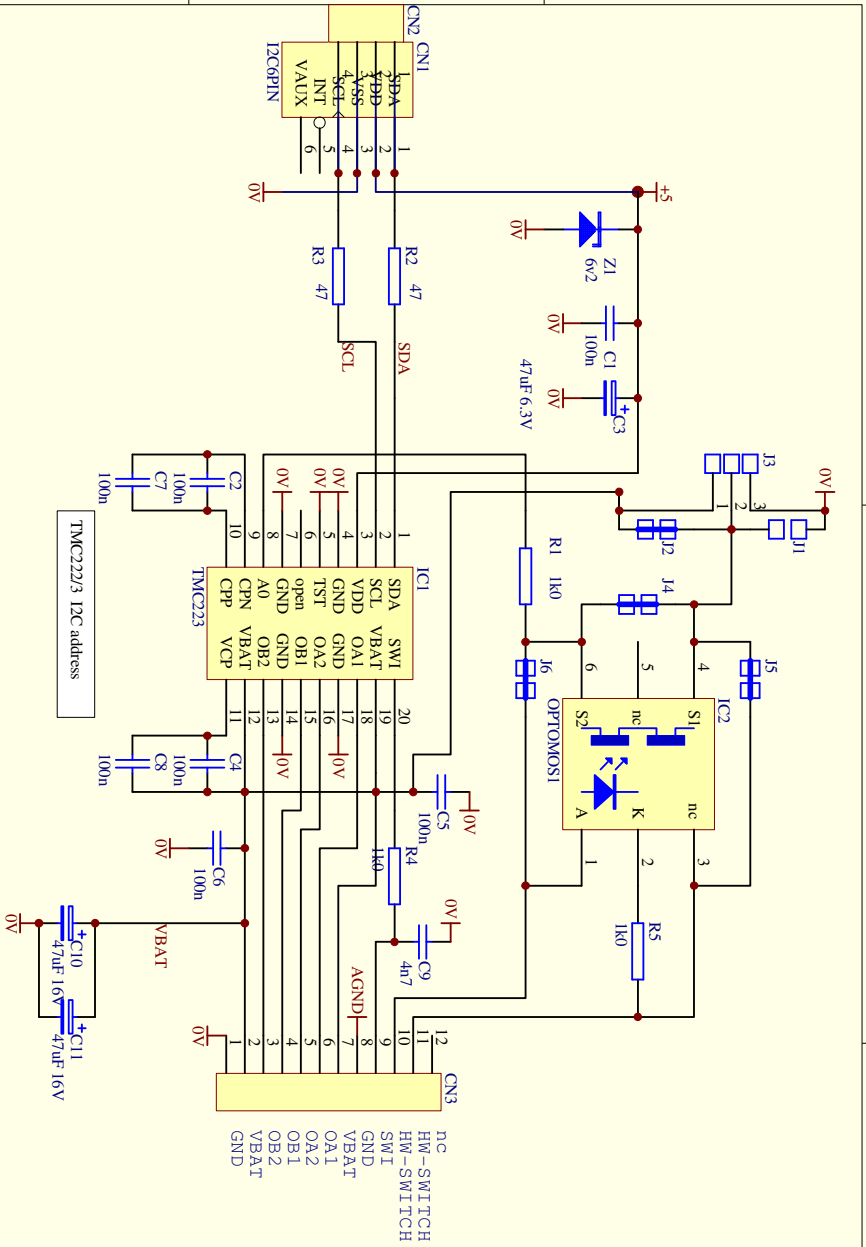 CN2
CN1
I2C6PIN
SDA
VDD
VSS
SCL
INT
VAUX
1
2
3
4
1
2
3
4
5
6
0V
+5
Z1
6v2
0V
C1
100n
0V
C3
+
47uF 6.3V
0V
R2
47
R3
47
SDA
SCL
J3
1
2
3
0V
J1
J2
J4
J5
J6
R1
1k0
IC2
OPTOMOS1
S1
nc
S2
nc
K
A
4
5
6
3
2
1
R5
1k0
C2
100n
C7
100n
0V
0V
0V
1
2
3
4
5
6
7
8
9
10
IC1
TMC223
SDA
SCL
VDD
GND
TST
open
GND
A0
CPN
CPP
SWI
VBAT
OA1
GND
OA2
OB1
GND
OB2
VBAT
VCP
20
19
18
17
16
15
14
13
12
11
0V
0V
TMC222/3 I2C address
C4
100n
C8
100n
C5
100n
0V
C6
100n
0V
R4
1k0
C9
4n7
0V
AGND
VBAT
C10
+
47uF 16V
0V
C11
+
47uF 16V
0V
CN3
12
11
10
9
8
7
6
5
4
3
2
1
nc
HW-SWITCH
HW-SWITCH
SWI
GND
VBAT
OA1
OA2
OB1
OB2
VBAT
GND